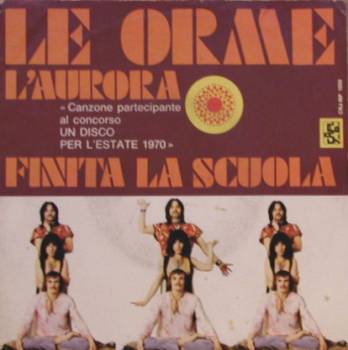 LE ORME
L'AURORA
« Canzone partecipante
al concorso
UN DISCO
PER L'ESTATE 1970 »
FINITA LA SCUOLA